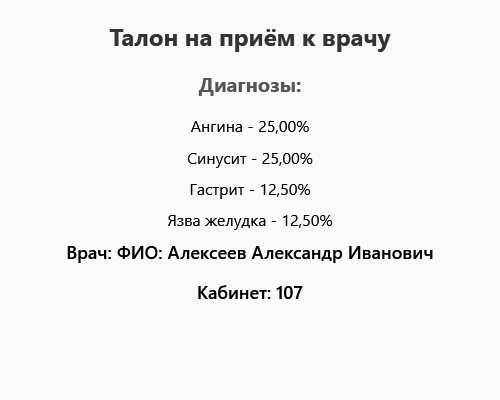 Талон на приём к врачу
Диагнозы:
Ангина - 25,00%
Синусит - 25,00%
Гастрит - 12,50%
Язва желудка - 12,50%
Врач: ФИО: Алексеев Александр Иванович
Кабинет: 107